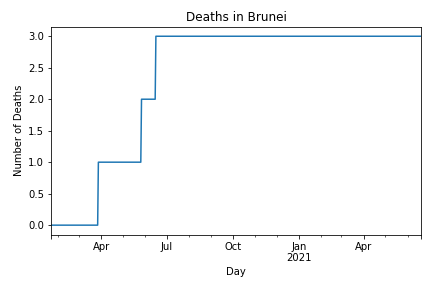 Deaths in Brunei
3.0
2.5
2.0
1.5
1.0
0.5
0.0
Number of Deaths
Apr
Jul
Oct
Jan
2021
Apr
Day